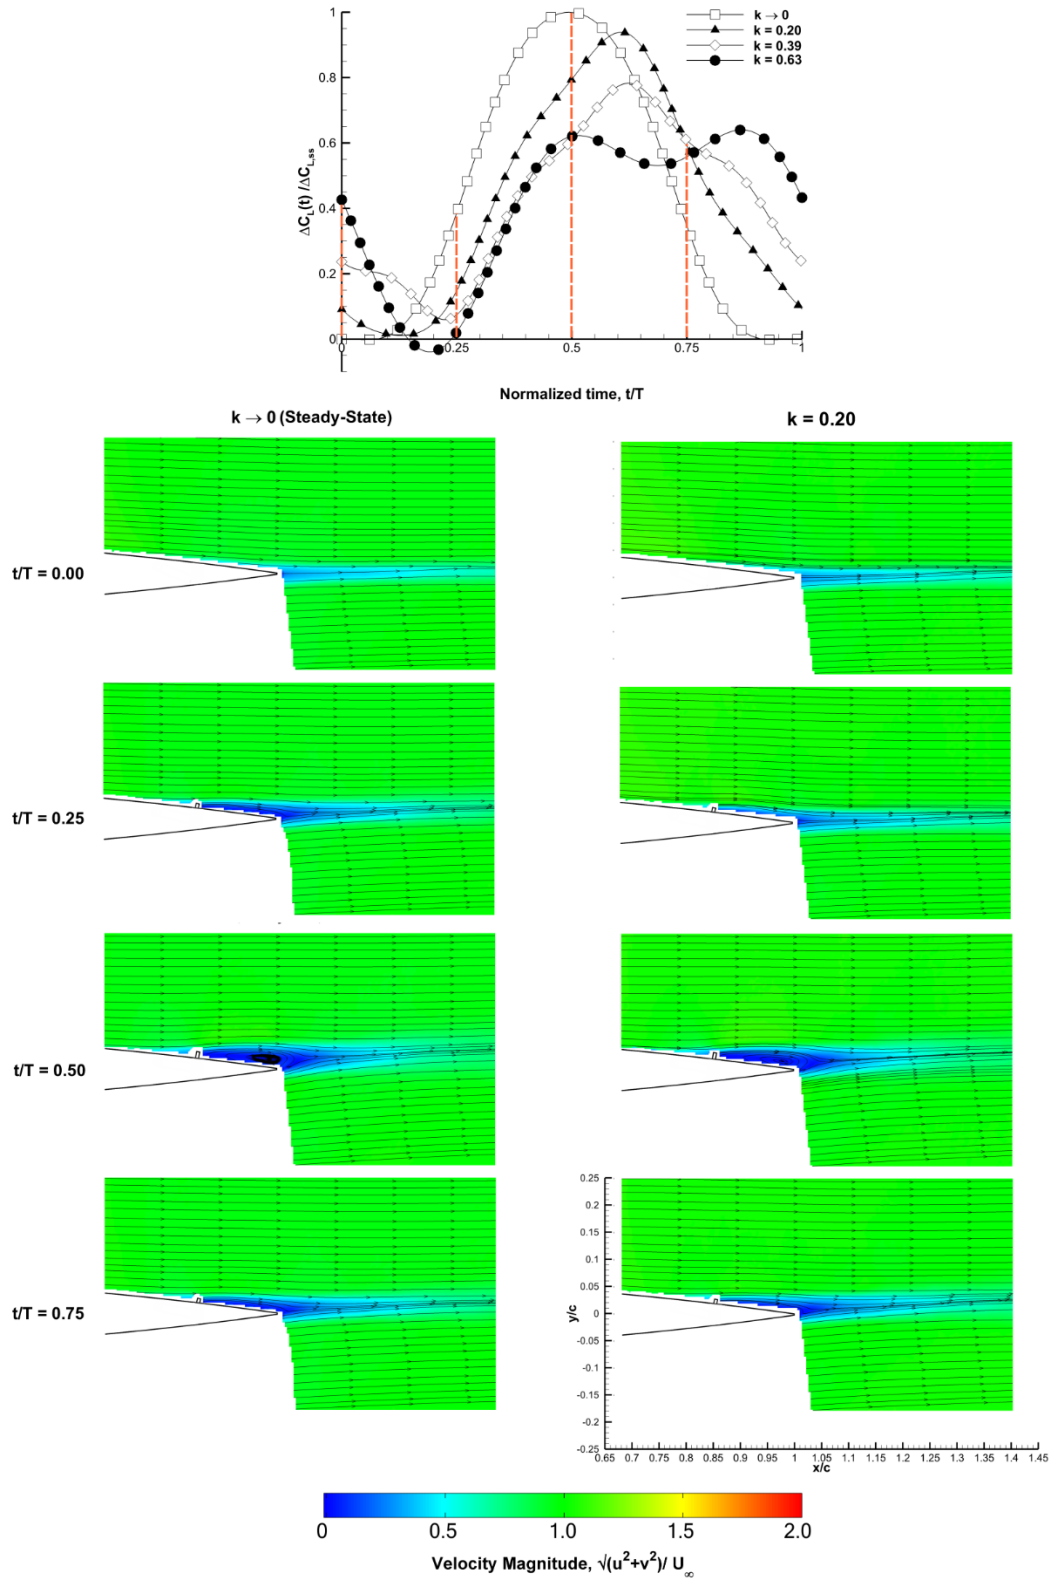 k → 0
k = 0.20
k = 0.39
k = 0.63
1
0.8
0.6
0.4
0.2
0
ΔC_L(t) /ΔC_L,ss
0 0.25 0.5 0.75 1
Normalized time, t/T
k → 0 (Steady-State) k = 0.20
t/T = 0.00
t/T = 0.25
t/T = 0.50
t/T = 0.75
0.25
0.2
0.15
0.1
0.05
0
-0.05
-0.1
-0.15
-0.2
-0.25
y/c
0.65 0.7 0.75 0.8 0.85 0.9 0.95 1 1.05 1.1 1.15 1.2 1.25 1.3 1.35 1.4 1.45
x/c
0 0.5 1.0 1.5 2.0
Velocity Magnitude, √(u²+v²)/ U_∞